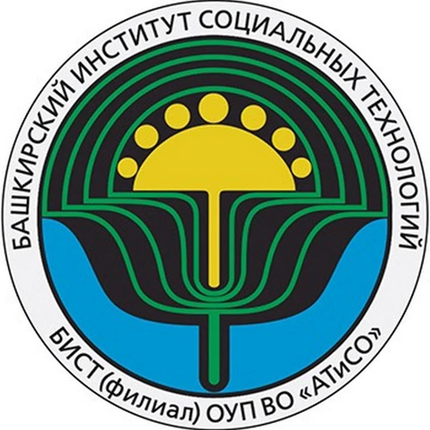 БАШКИРСКИЙ ИНСТИТУТ СОЦИАЛЬНЫХ ТЕХНОЛОГИЙ
БИСТ (филиал) ОУП ВО «АТиСО»